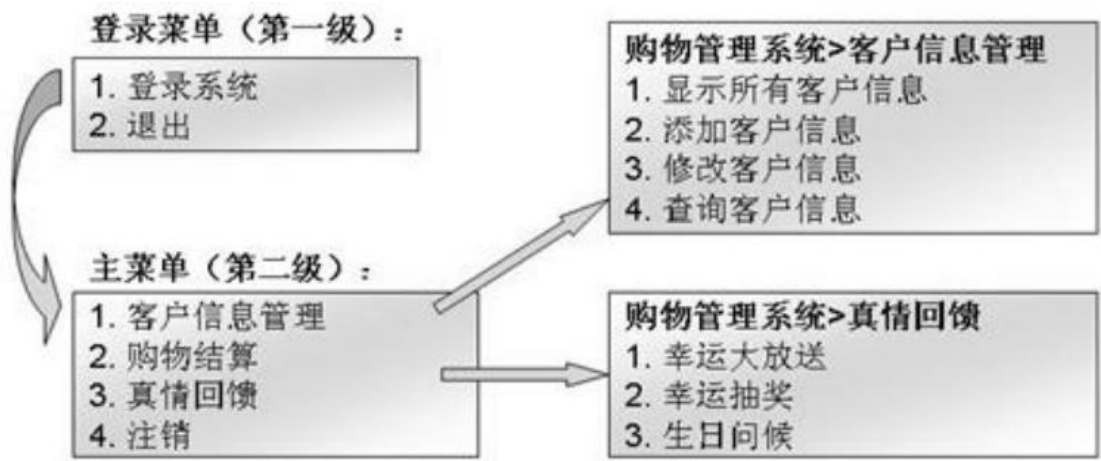 登录菜单（第一级）：
1. 登录系统
2. 退出
主菜单（第二级）：
1. 客户信息管理
2. 购物结算
3. 真情回馈
4. 注销
购物管理系统>客户信息管理
1. 显示所有客户信息
2. 添加客户信息
3. 修改客户信息
4. 查询客户信息
购物管理系统>真情回馈
1. 幸运大放送
2. 幸运抽奖
3. 生日问候